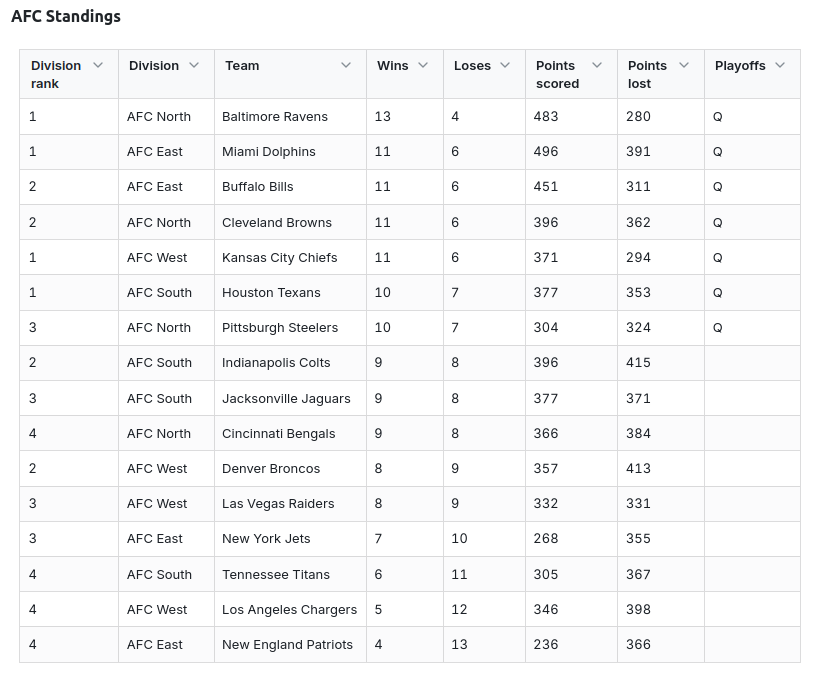 AFC Standings
Division rank Division Team Wins Loses Points scored Points lost Playoffs
1 AFC North Baltimore Ravens 13 4 483 280 Q
1 AFC East Miami Dolphins 11 6 496 391 Q
2 AFC East Buffalo Bills 11 6 451 311 Q
2 AFC North Cleveland Browns 11 6 396 362 Q
1 AFC West Kansas City Chiefs 11 6 371 294 Q
1 AFC South Houston Texans 10 7 377 353 Q
3 AFC North Pittsburgh Steelers 10 7 304 324 Q
2 AFC South Indianapolis Colts 9 8 396 415
3 AFC South Jacksonville Jaguars 9 8 377 371
4 AFC North Cincinnati Bengals 9 8 366 384
2 AFC West Denver Broncos 8 9 357 413
3 AFC West Las Vegas Raiders 8 9 332 331
3 AFC East New York Jets 7 10 268 355
4 AFC South Tennessee Titans 6 11 305 367
4 AFC West Los Angeles Chargers 5 12 346 398
4 AFC East New England Patriots 4 13 236 366